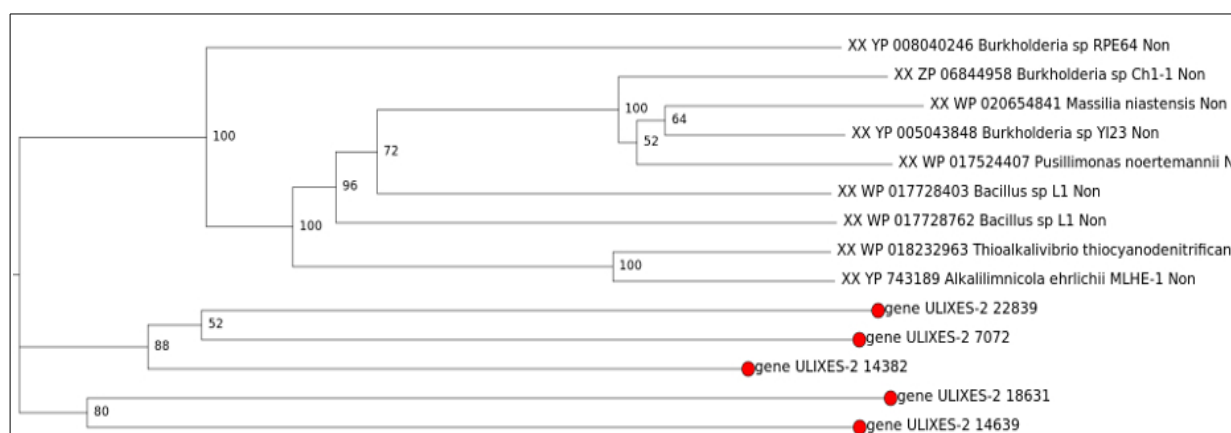 XX YP 008040246 Burkholderia sp RPE64 Non
XX ZP 06844958 Burkholderia sp Ch1-1 Non
100
XX WP 020654841 Massilia niastensis Non
64
100
XX YP 005043848 Burkholderia sp YI23 Non
52
72
XX WP 017524407 Pusillimonas noertemannii N
96
XX WP 017728403 Bacillus sp L1 Non
100
XX WP 017728762 Bacillus sp L1 Non
XX WP 018232963 Thioalkalivibrio thiocyanodenitrifican
100
XX YP 743189 Alkalilimnicola ehrlichii MLHE-1 Non
gene ULIXES-2 22839
52
gene ULIXES-2 7072
88
gene ULIXES-2 14382
gene ULIXES-2 18631
80
gene ULIXES-2 14639